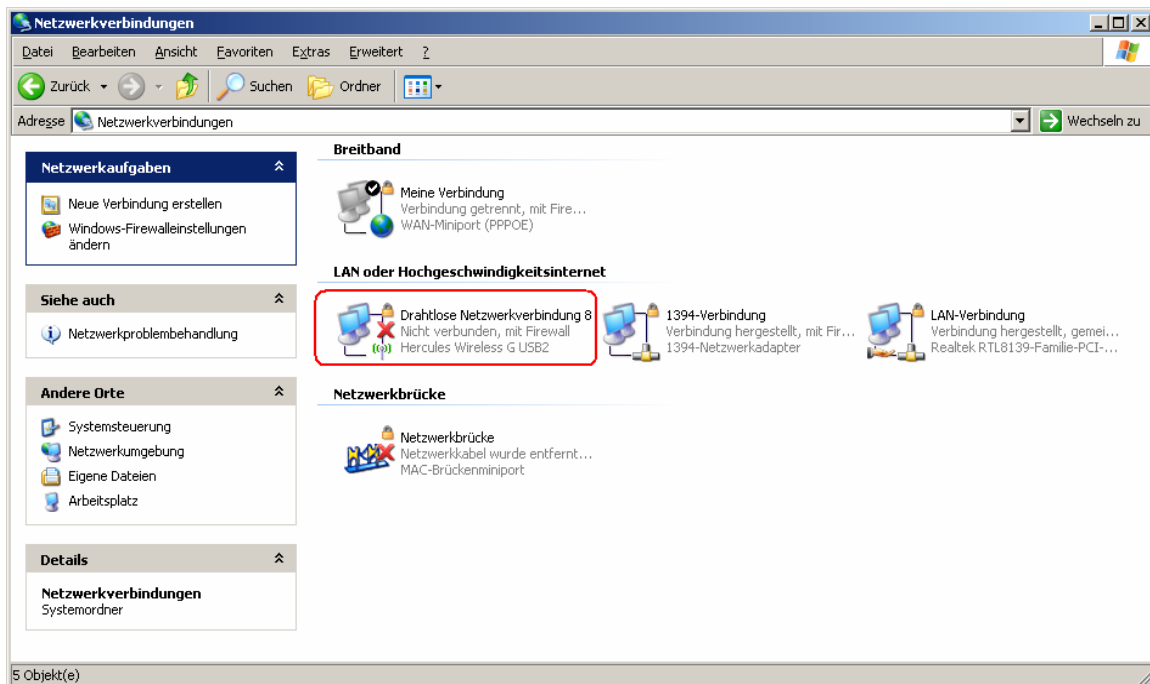 Netzwerkverbindungen
Datei Bearbeiten Ansicht Favoriten Extras Erweitert ?
Zurück Suchen Ordner
Adresse Netzwerkverbindungen Wechseln zu
Netzwerkaufgaben
Neue Verbindung erstellen
Windows-Firewalleinstellungen
ändern
Siehe auch
Netzwerkproblembehandlung
Andere Orte
Systemsteuerung
Netzwerkumgebung
Eigene Dateien
Arbeitsplatz
Details
Netzwerkverbindungen
Systemordner
Breitband
Meine Verbindung
Verbindung getrennt, mit Fire...
WAN-Miniport (PPPOE)
LAN oder Hochgeschwindigkeitsinternet
Drahtlose Netzwerkverbindung 8
Nicht verbunden, mit Firewall
Hercules Wireless G USB2
1394-Verbindung
Verbindung hergestellt, mit Fir...
1394-Netzwerkadapter
LAN-Verbindung
Verbindung hergestellt, gemei...
Realtek RTL8139-Familie-PCI-...
Netzwerkbrücke
Netzwerkbrücke
Netzwerkkabel wurde entfernt...
MAC-Brückenminiport
5 Objekt(e)